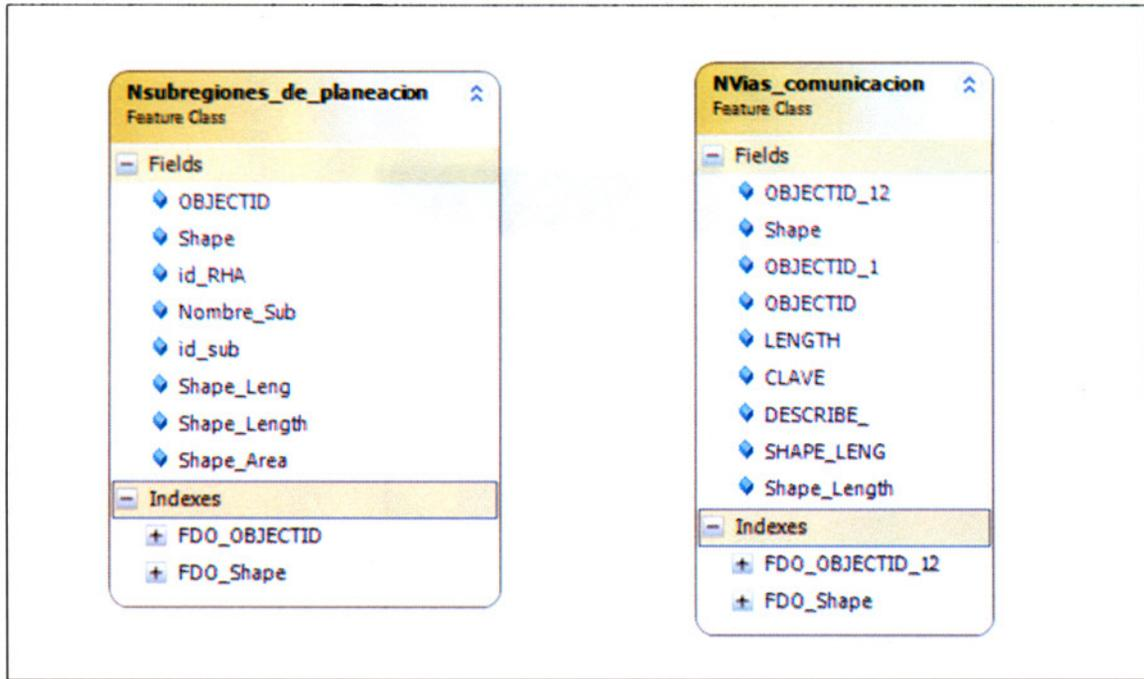 Nsubregiones_de_planeacion
Feature Class
Fields
OBJECTID
Shape
id_RHA
Nombre_Sub
id_sub
Shape_Leng
Shape_Length
Shape_Area
Indexes
FDO_OBJECTID
FDO_Shape
NVias_comunicacion
Feature Class
Fields
OBJECTID_12
Shape
OBJECTID_1
OBJECTID
LENGTH
CLAVE
DESCRIBE_
SHAPE_LENG
Shape_Length
Indexes
FDO_OBJECTID_12
FDO_Shape